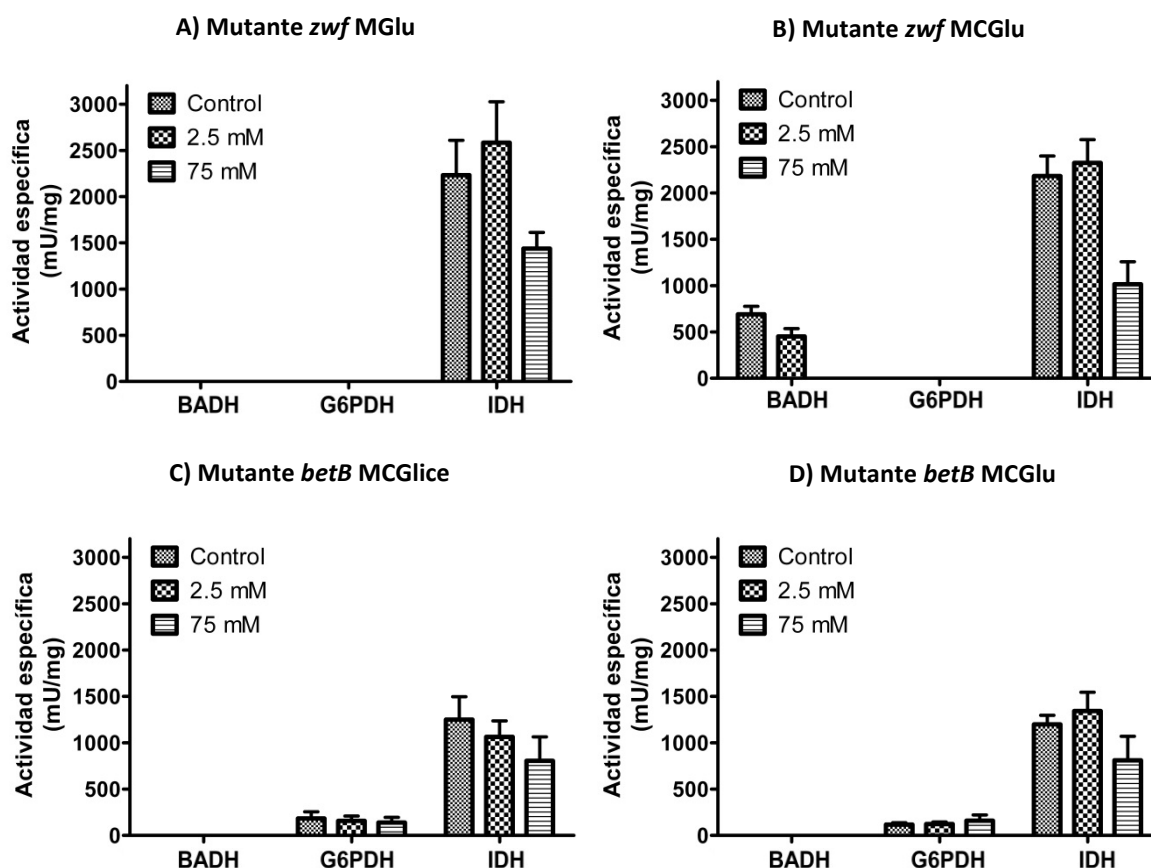 A) Mutante zwf MGlu
Actividad específica
(mU/mg)
3000
2500
2000
1500
1000
500
0
Control
2.5 mM
75 mM
BADH G6PDH IDH
B) Mutante zwf MCGlu
Actividad específica
(mU/mg)
3000
2500
2000
1500
1000
500
0
Control
2.5 mM
75 mM
BADH G6PDH IDH
C) Mutante betB MCGlice
Actividad específica
(mU/mg)
3000
2500
2000
1500
1000
500
0
Control
2.5 mM
75 mM
BADH G6PDH IDH
D) Mutante betB MCGlu
Actividad específica
(mU/mg)
3000
2500
2000
1500
1000
500
0
Control
2.5 mM
75 mM
BADH G6PDH IDH